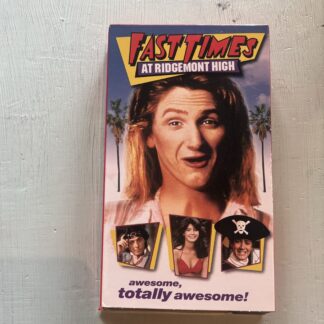 FAST TIMES
AT RIDGEMONT HIGH
awesome,
totally awesome!